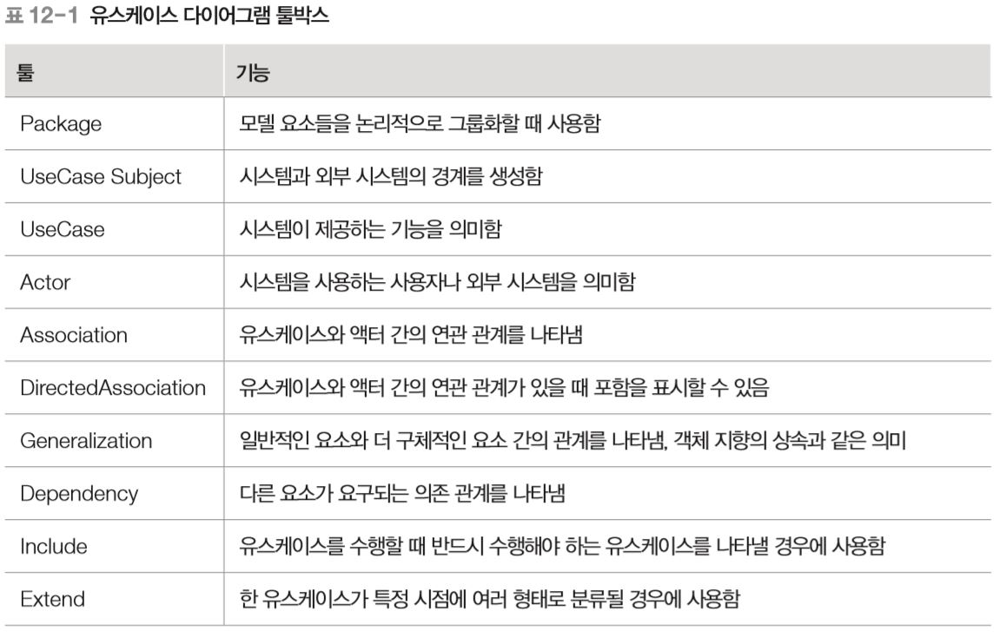 표 12-1 유스케이스 다이어그램 툴박스
툴 기능
Package 모델 요소들을 논리적으로 그룹화할 때 사용함
UseCase Subject 시스템과 외부 시스템의 경계를 생성함
UseCase 시스템이 제공하는 기능을 의미함
Actor 시스템을 사용하는 사용자나 외부 시스템을 의미함
Association 유스케이스와 액터 간의 연관 관계를 나타냄
DirectedAssociation 유스케이스와 액터 간의 연관 관계가 있을 때 포함을 표시할 수 있음
Generalization 일반적인 요소와 더 구체적인 요소 간의 관계를 나타냄, 객체 지향의 상속과 같은 의미
Dependency 다른 요소가 요구되는 의존 관계를 나타냄
Include 유스케이스를 수행할 때 반드시 수행해야 하는 유스케이스를 나타낼 경우에 사용함
Extend 한 유스케이스가 특정 시점에 여러 형태로 분류될 경우에 사용함